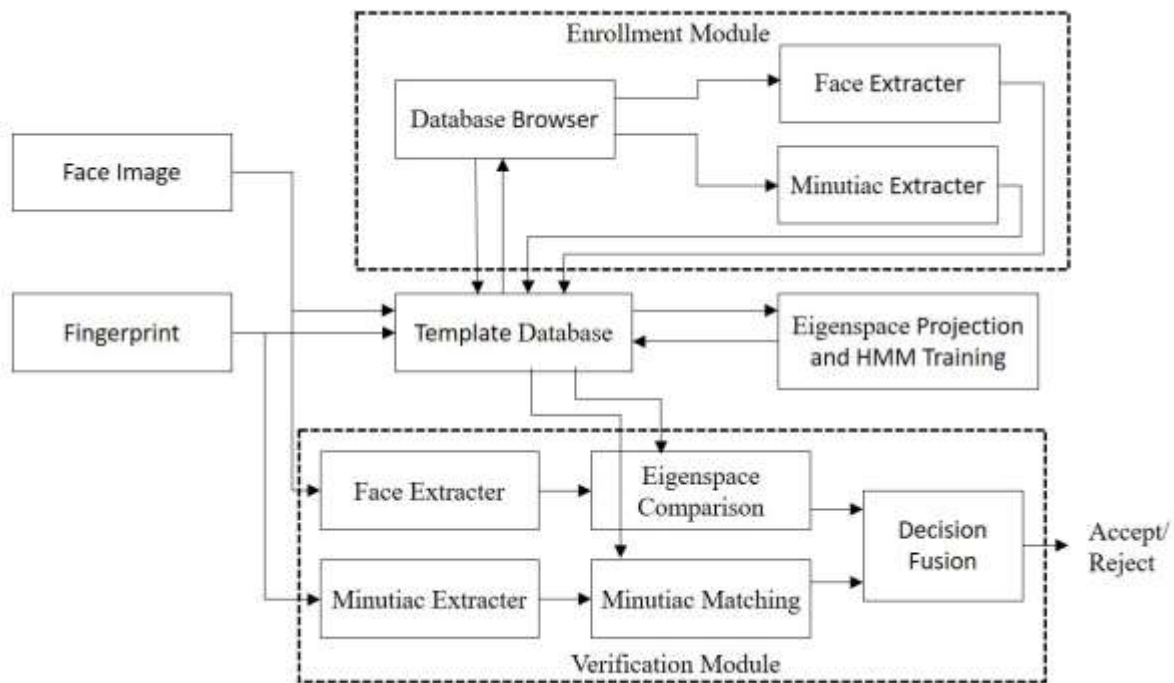 Enrollment Module
Face Extracter
Database Browser
Face Image
Minutiac Extracter
Fingerprint
Template Database
Eigenspace Projection
and HMM Training
Face Extracter
Eigenspace
Comparison
Decision
Fusion
Accept/
Reject
Minutiac Extracter
Minutiac Matching
Verification Module